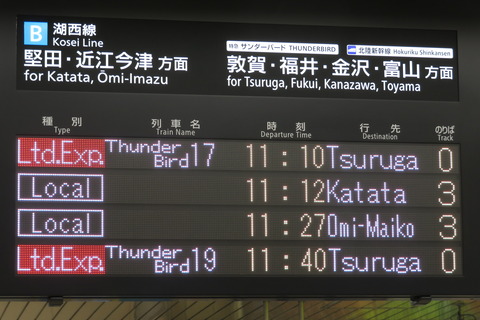 B 湖西線
Kosei Line
堅田・近江今津 方面
for Katata, Ōmi-Imazu
特急 サンダーバード THUNDERBIRD 北陸新幹線 Hokuriku Shinkansen
敦賀・福井・金沢・富山 方面
for Tsuruga, Fukui, Kanazawa, Toyama
種別 列車名 時刻 行先 のりば
Type Train Name Departure Time Destination Track
Ltd.Exp. Thunder Bird 17 11:10 Tsuruga 0
Local 11:12 Katata 3
Local 11:27 Omi-Maiko 3
Ltd.Exp. Thunder Bird 19 11:40 Tsuruga 0